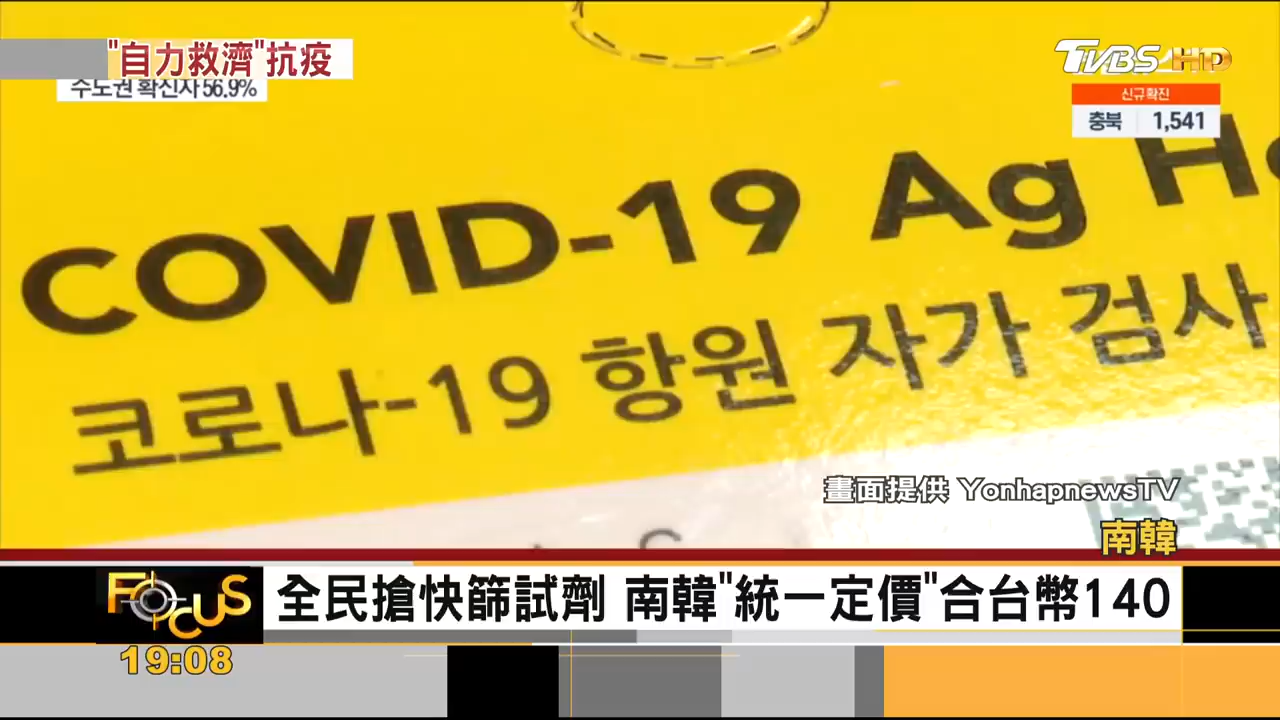 "自力救濟"抗疫
수도권 확진자 56.9%
TVBS HD
신규확진
충북 1,541
COVID-19 Ag Ho
코로나-19 항원 자가 검사
畫面提供 YonhapnewsTV
南韓
FOCUS
全民搶快篩試劑 南韓"統一定價"合台幣140
19:08